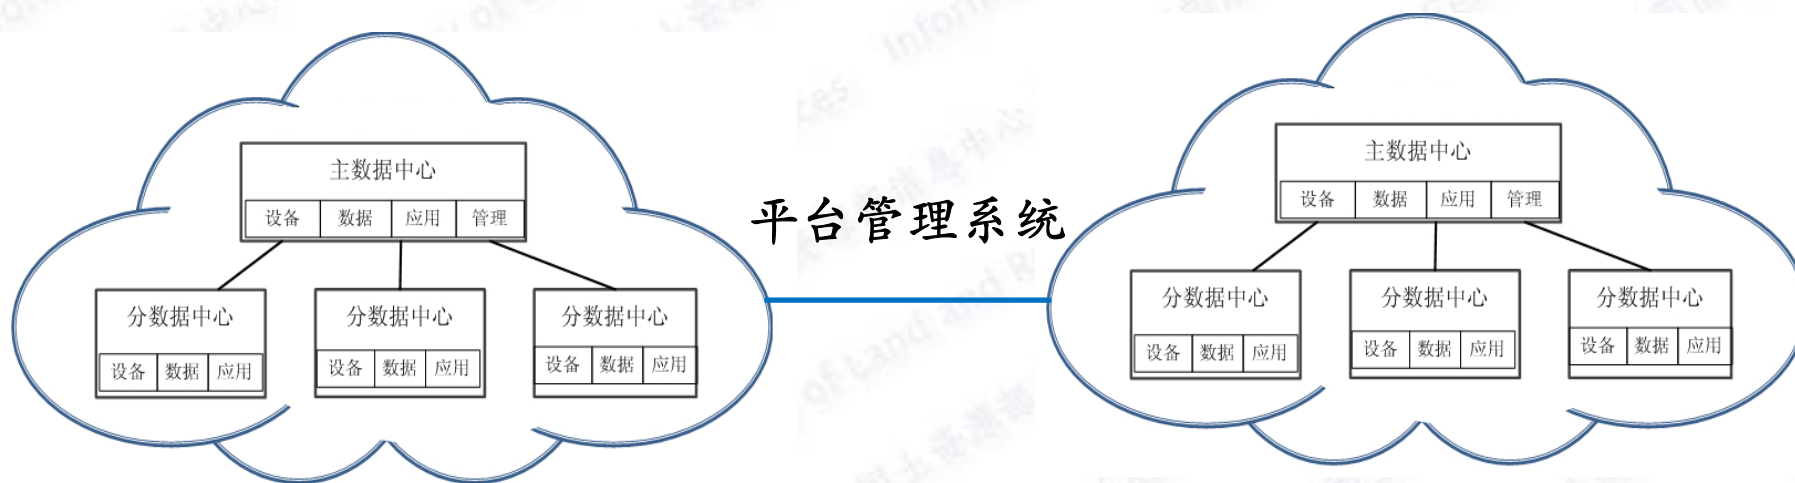 主数据中心
设备 数据 应用 管理
分数据中心 分数据中心 分数据中心
设备 数据 应用 设备 数据 应用 设备 数据 应用
平台管理系统
主数据中心
设备 数据 应用 管理
分数据中心 分数据中心 分数据中心
设备 数据 应用 设备 数据 应用 设备 数据 应用